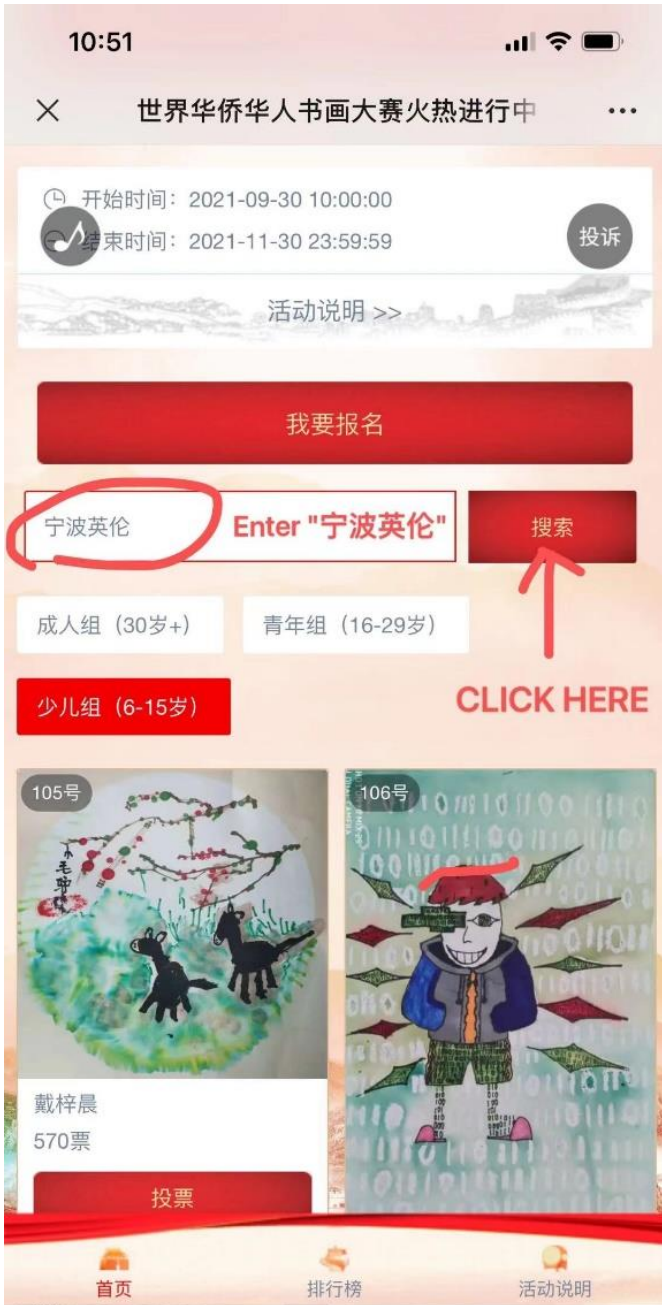 10:51
世界华侨华人书画大赛火热进行中
开始时间：2021-09-30 10:00:00
结束时间：2021-11-30 23:59:59
投诉
活动说明 >>
我要报名
宁波英伦
Enter "宁波英伦"
搜索
成人组（30岁+）
青年组（16-29岁）
CLICK HERE
少儿组（6-15岁）
105号
106号
戴梓晨
570票
投票
首页
排行榜
活动说明